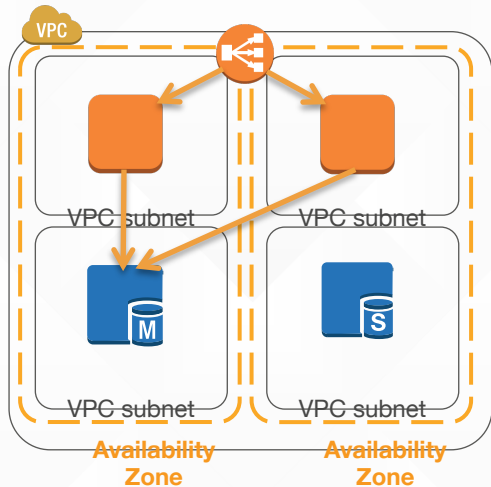 VPC
VPC subnet
VPC subnet
M
S
VPC subnet
VPC subnet
Availability
Zone
Availability
Zone